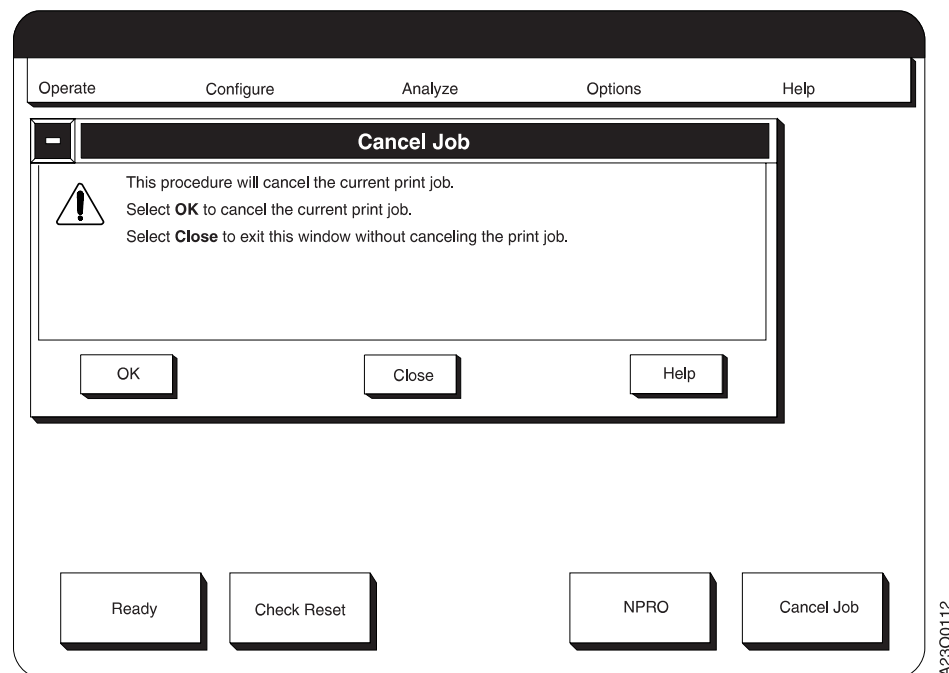 Operate Configure Analyze Options Help
Cancel Job
This procedure will cancel the current print job.
Select OK to cancel the current print job.
Select Close to exit this window without canceling the print job.
OK Close Help
Ready Check Reset NPRO Cancel Job
A23O0112